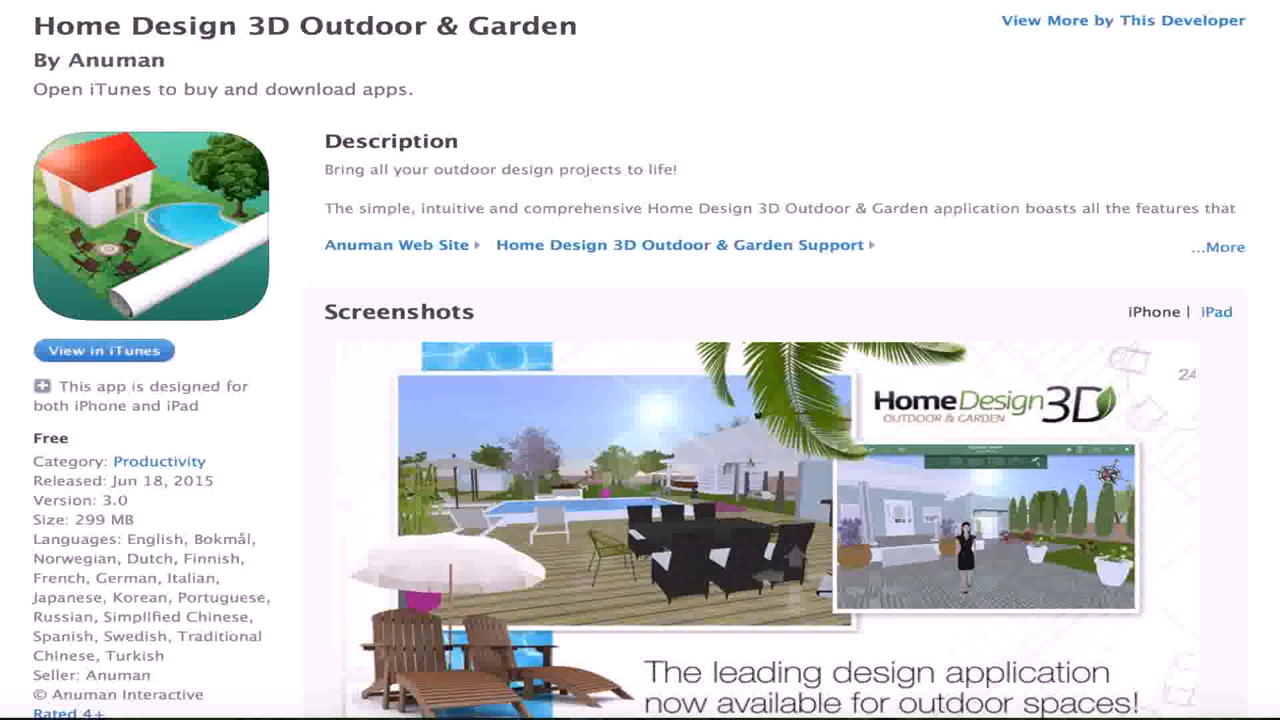 Home Design 3D Outdoor & Garden
View More by This Developer
By Anuman
Open iTunes to buy and download apps.
Description
Bring all your outdoor design projects to life!
The simple, intuitive and comprehensive Home Design 3D Outdoor & Garden application boasts all the features that
Anuman Web Site
Home Design 3D Outdoor & Garden Support
...More
View in iTunes
This app is designed for
both iPhone and iPad
Free
Category: Productivity
Released: Jun 18, 2015
Version: 3.0
Size: 299 MB
Languages: English, Bokmål,
Norwegian, Dutch, Finnish,
French, German, Italian,
Japanese, Korean, Portuguese,
Russian, Simplified Chinese,
Spanish, Swedish, Traditional
Chinese, Turkish
Seller: Anuman
© Anuman Interactive
Rated 4+
Screenshots
iPhone | iPad
24
HomeDesign 3D
OUTDOOR & GARDEN
The leading design application
now available for outdoor spaces!